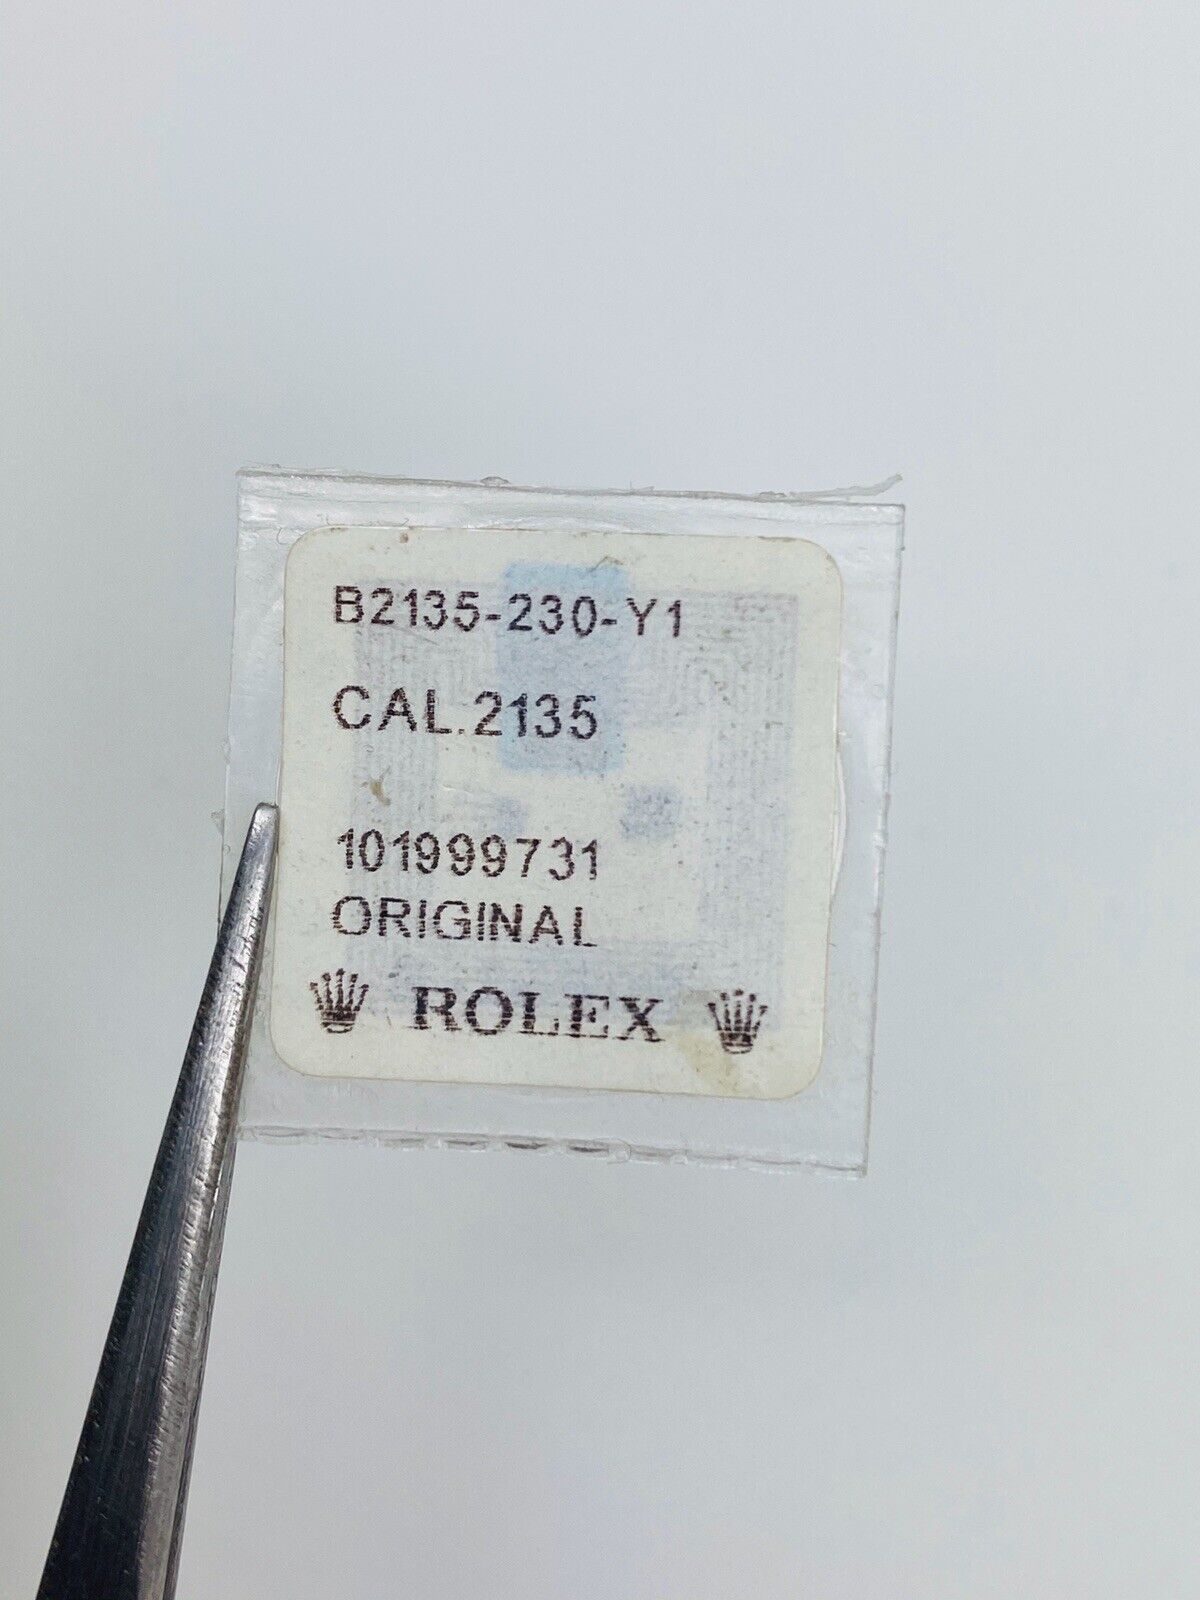 B2135-230-Y1
CAL.2135
101999731
ORIGINAL
ROLEX